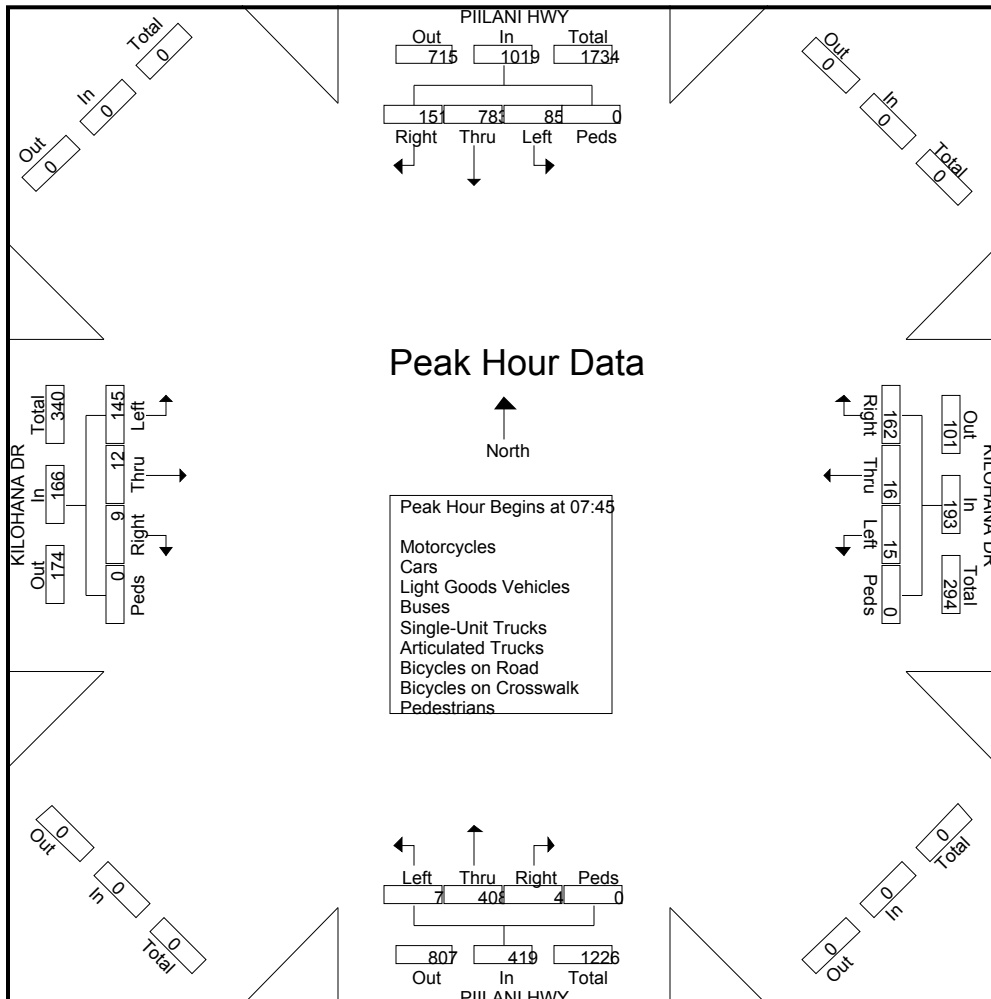 PIILANI HWY
Out In Total
715 1019 1734
151 783 85 0
Right Thru Left Peds
Total 0
In 0
Out 0
Out 0
In 0
Total 0
Peak Hour Data
North
KILOHANA DR
Total In Out
340 166 174
145 12 9 0
Left Thru Right Peds
Right Thru Left Peds
162 16 15 0
Out In Total
101 193 294
KILOHANA DR
Peak Hour Begins at 07:45
Motorcycles
Cars
Light Goods Vehicles
Buses
Single-Unit Trucks
Articulated Trucks
Bicycles on Road
Bicycles on Crosswalk
Pedestrians
Out 0
In 0
Total 0
Total 0
In 0
Out 0
Left Thru Right Peds
7 408 4 0
807 419 1226
Out In Total
PIILANI HWY